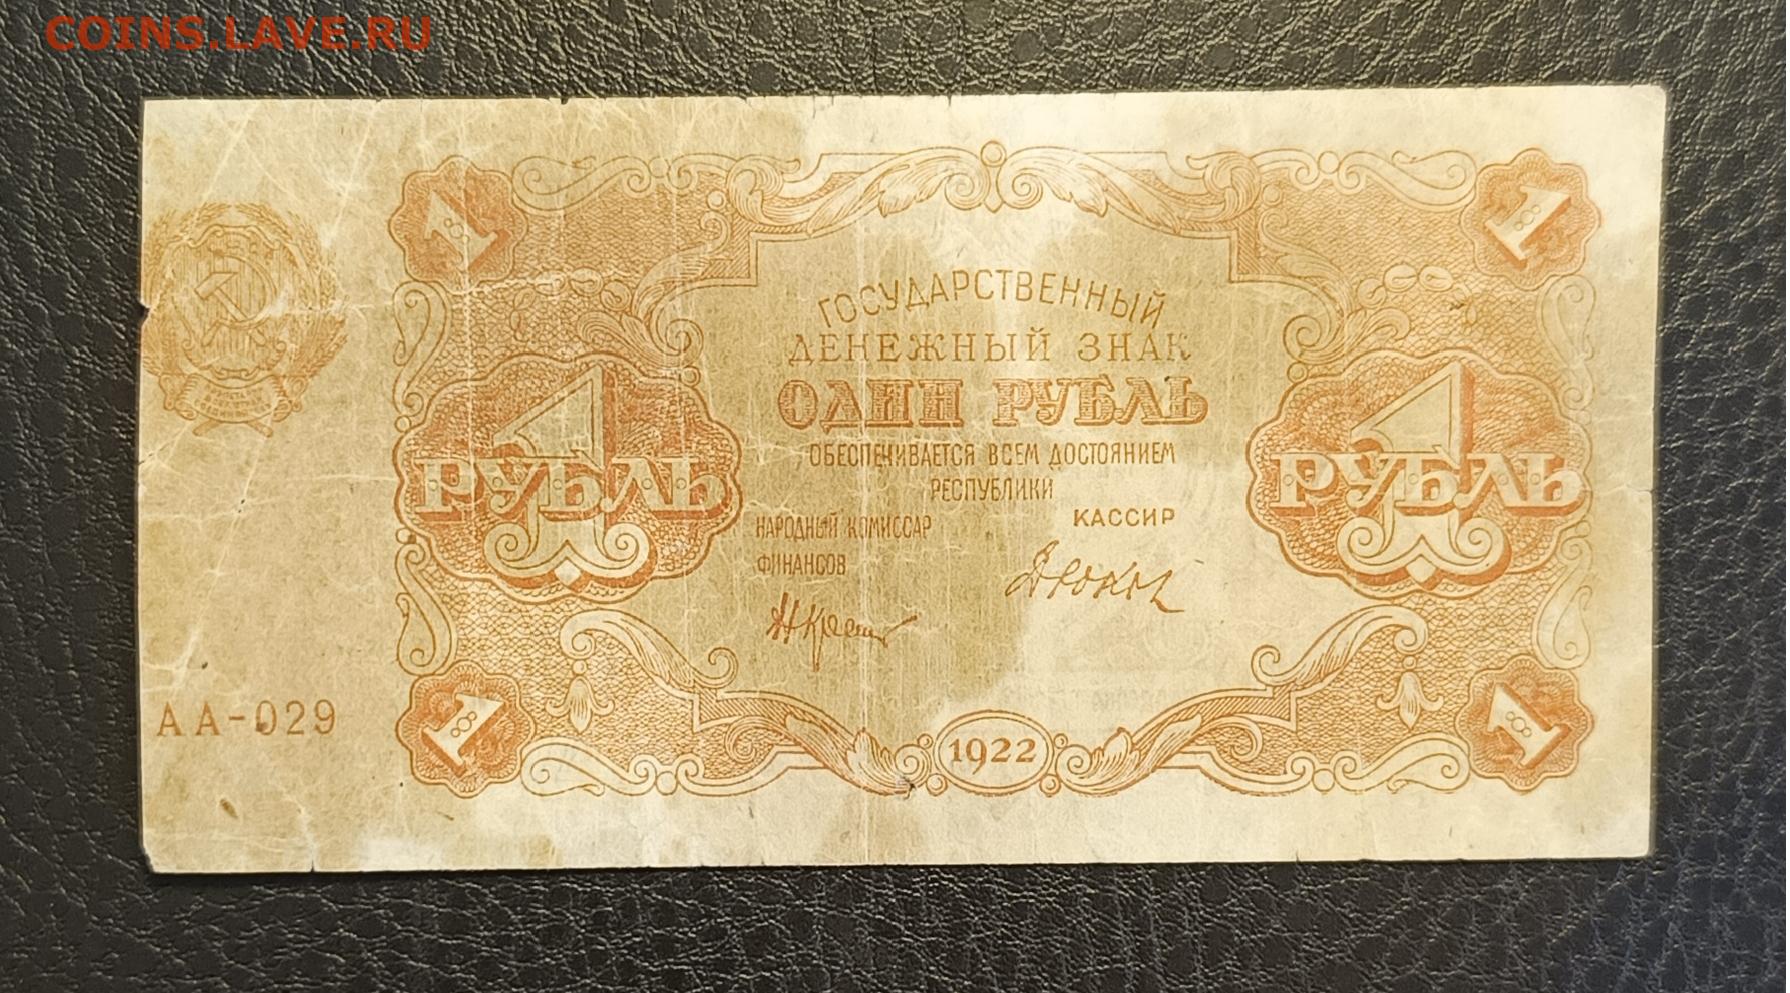 COINS.LAVE.RU
1
1
ГОСУДАРСТВЕННЫЙ
ДЕНЕЖНЫЙ ЗНАК
ОДИН РУБЛЬ
ОБЕСПЕЧИВАЕТСЯ ВСЕМ ДОСТОЯНИЕМ
РЕСПУБЛИКИ
1 РУБЛЬ
1 РУБЛЬ
НАРОДНЫЙ КОМИССАР
ФИНАНСОВ
КАССИР
АА-029
1
1922
1